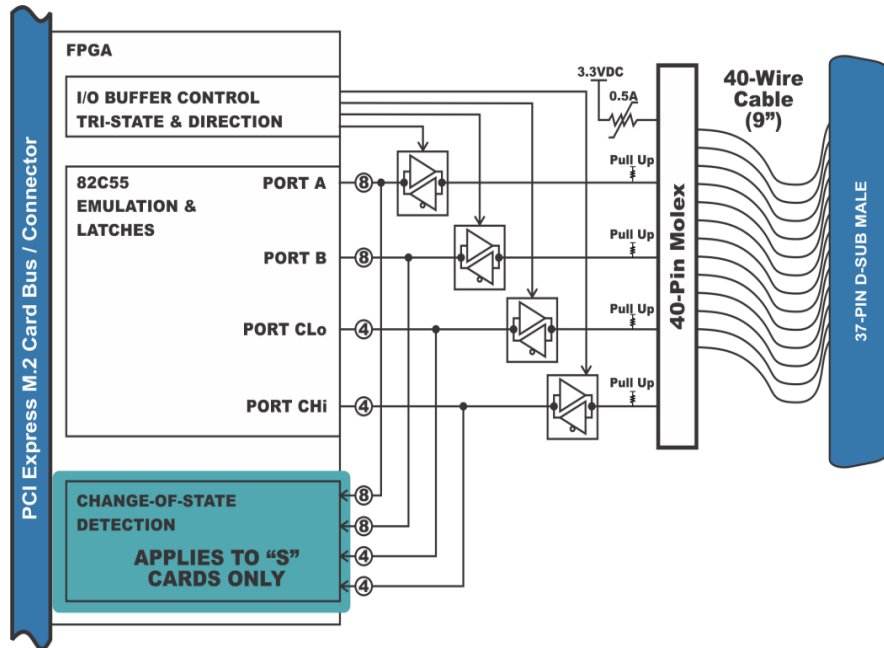 PCI Express M.2 Card Bus / Connector
FPGA
I/O BUFFER CONTROL
TRI-STATE & DIRECTION
82C55
EMULATION &
LATCHES
PORT A
8
PORT B
8
PORT CLo
4
PORT CHi
4
CHANGE-OF-STATE
DETECTION
APPLIES TO “S”
CARDS ONLY
8
8
4
4
3.3VDC
0.5A
Pull Up
Pull Up
Pull Up
Pull Up
40-Pin Molex
40-Wire
Cable
(9”)
37-PIN D-SUB MALE